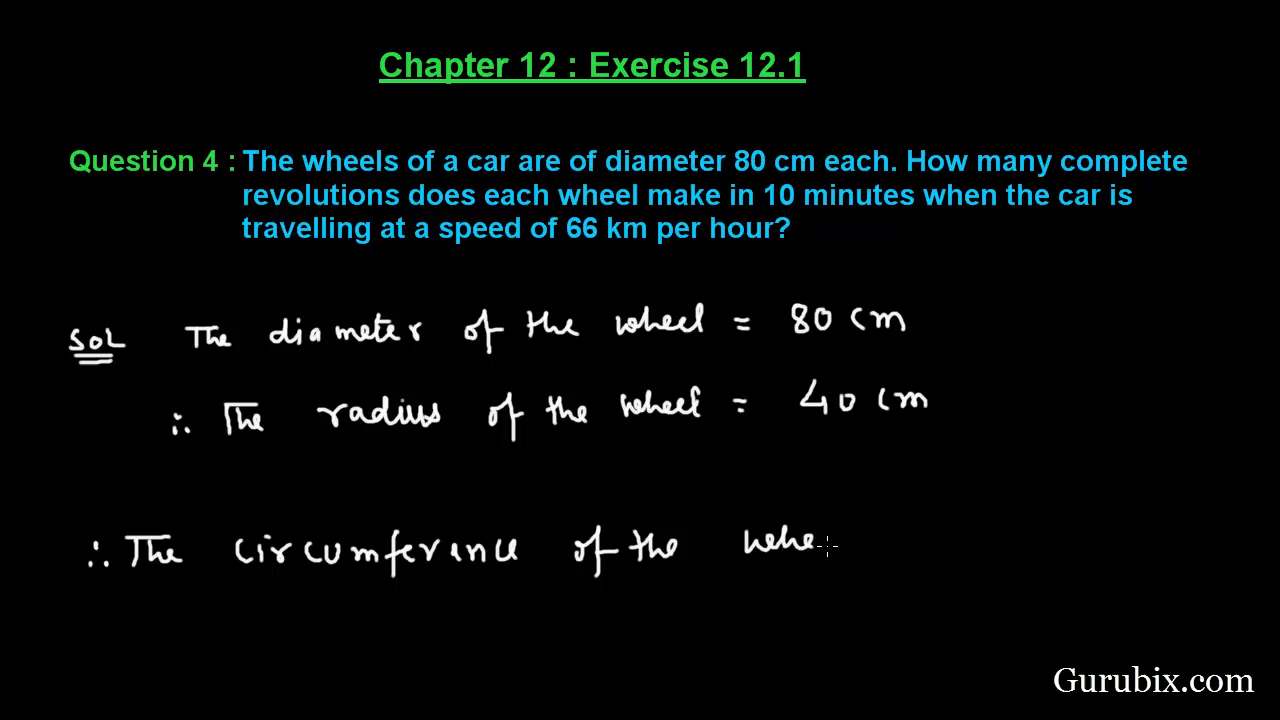 Chapter 12 : Exercise 12.1
Question 4 : The wheels of a car are of diameter 80 cm each. How many complete
revolutions does each wheel make in 10 minutes when the car is
travelling at a speed of 66 km per hour?
SOL The diameter of the wheel = 80 cm
∴ The radius of the wheel = 40 cm
∴ The circumference of the whe
Gurubix.com